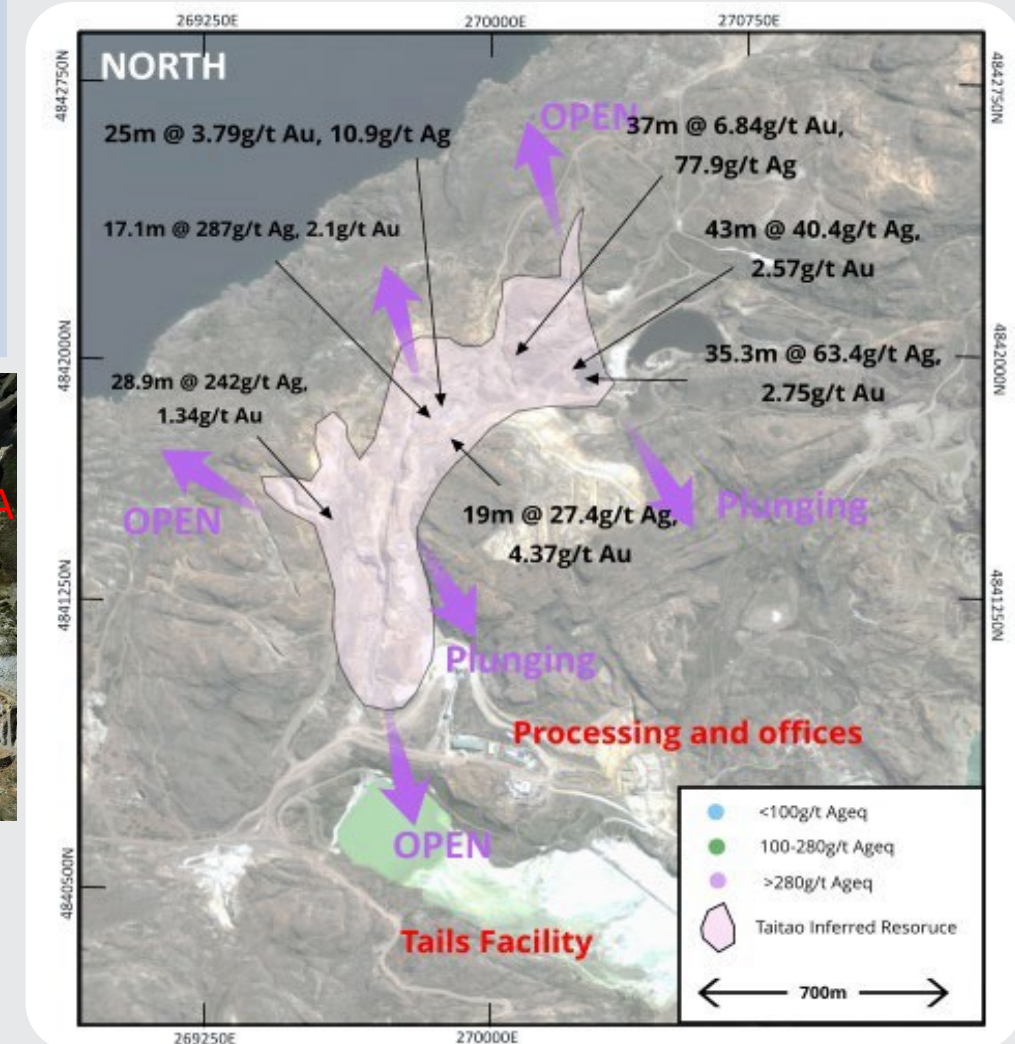 269250E
270000E
270750E
4842750N
NORTH
4842750N
OPEN
25m @ 3.79g/t Au, 10.9g/t Ag
37m @ 6.84g/t Au,
77.9g/t Ag
17.1m @ 287g/t Ag, 2.1g/t Au
43m @ 40.4g/t Ag,
2.57g/t Au
4842000N
4842000N
35.3m @ 63.4g/t Ag,
2.75g/t Au
28.9m @ 242g/t Ag,
1.34g/t Au
A
OPEN
Plunging
19m @ 27.4g/t Ag,
4.37g/t Au
4841250N
4841250N
Plunging
Processing and offices
OPEN
4840500N
Tails Facility
<100g/t Ageq
100-280g/t Ageq
>280g/t Ageq
Taitao Inferred Resoruce
700m
269250E
270000E